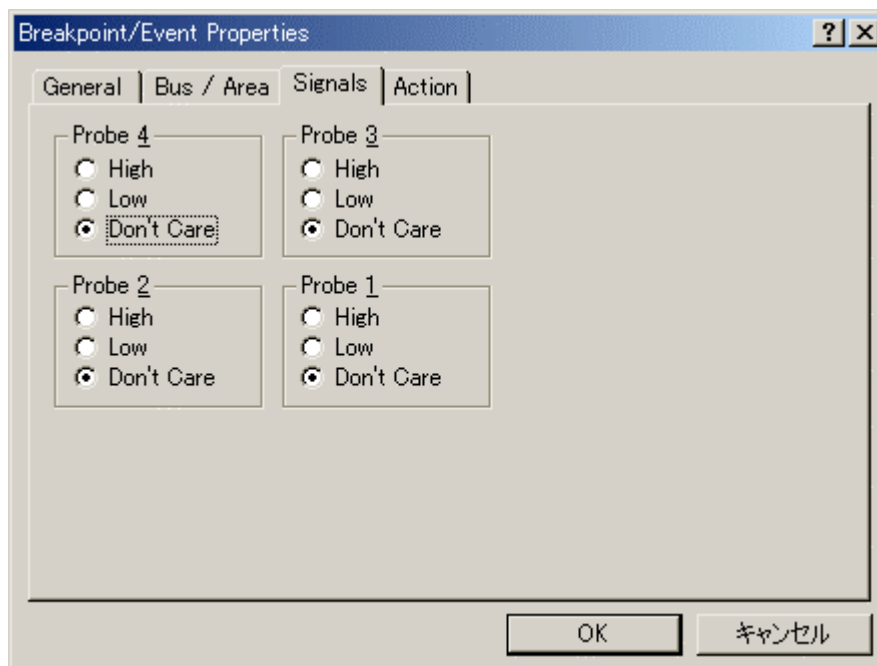 Breakpoint/Event Properties
General Bus / Area Signals Action
Probe 4 Probe 3
High High
Low Low
Don't Care Don't Care
Probe 2 Probe 1
High High
Low Low
Don't Care Don't Care
OK キャンセル